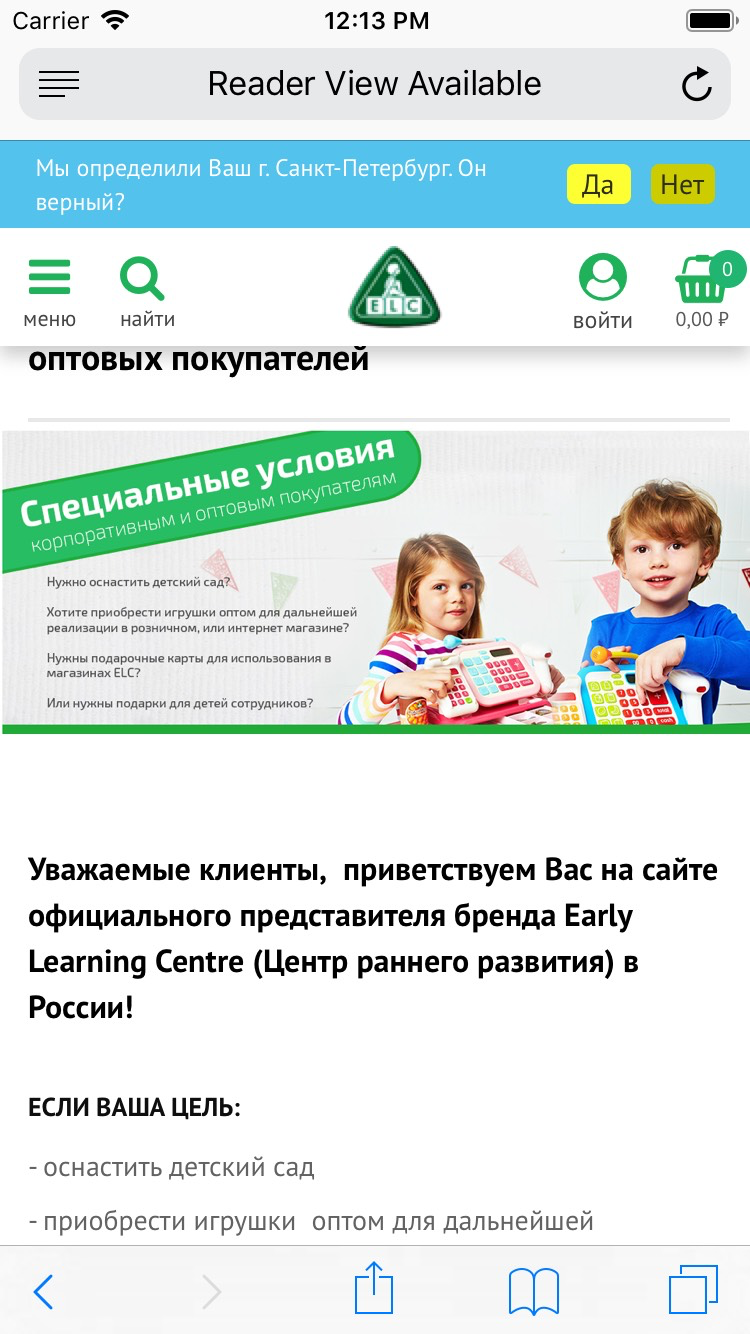 Carrier 12:13 PM
Reader View Available
Мы определили Ваш г. Санкт-Петербург. Он
верный?
Да Нет
меню найти ELC войти 0
0,00 ₽
оптовых покупателей
Специальные условия
корпоративным и оптовым покупателям
Нужно оснастить детский сад?
Хотите приобрести игрушки оптом для дальнейшей
реализации в розничном, или интернет магазине?
Нужны подарочные карты для использования в
магазинах ELC?
Или нужны подарки для детей сотрудников?
Уважаемые клиенты,  приветствуем Вас на сайте
официального представителя бренда Early
Learning Centre (Центр раннего развития) в
России!
ЕСЛИ ВАША ЦЕЛЬ:
- оснастить детский сад
- приобрести игрушки  оптом для дальнейшей